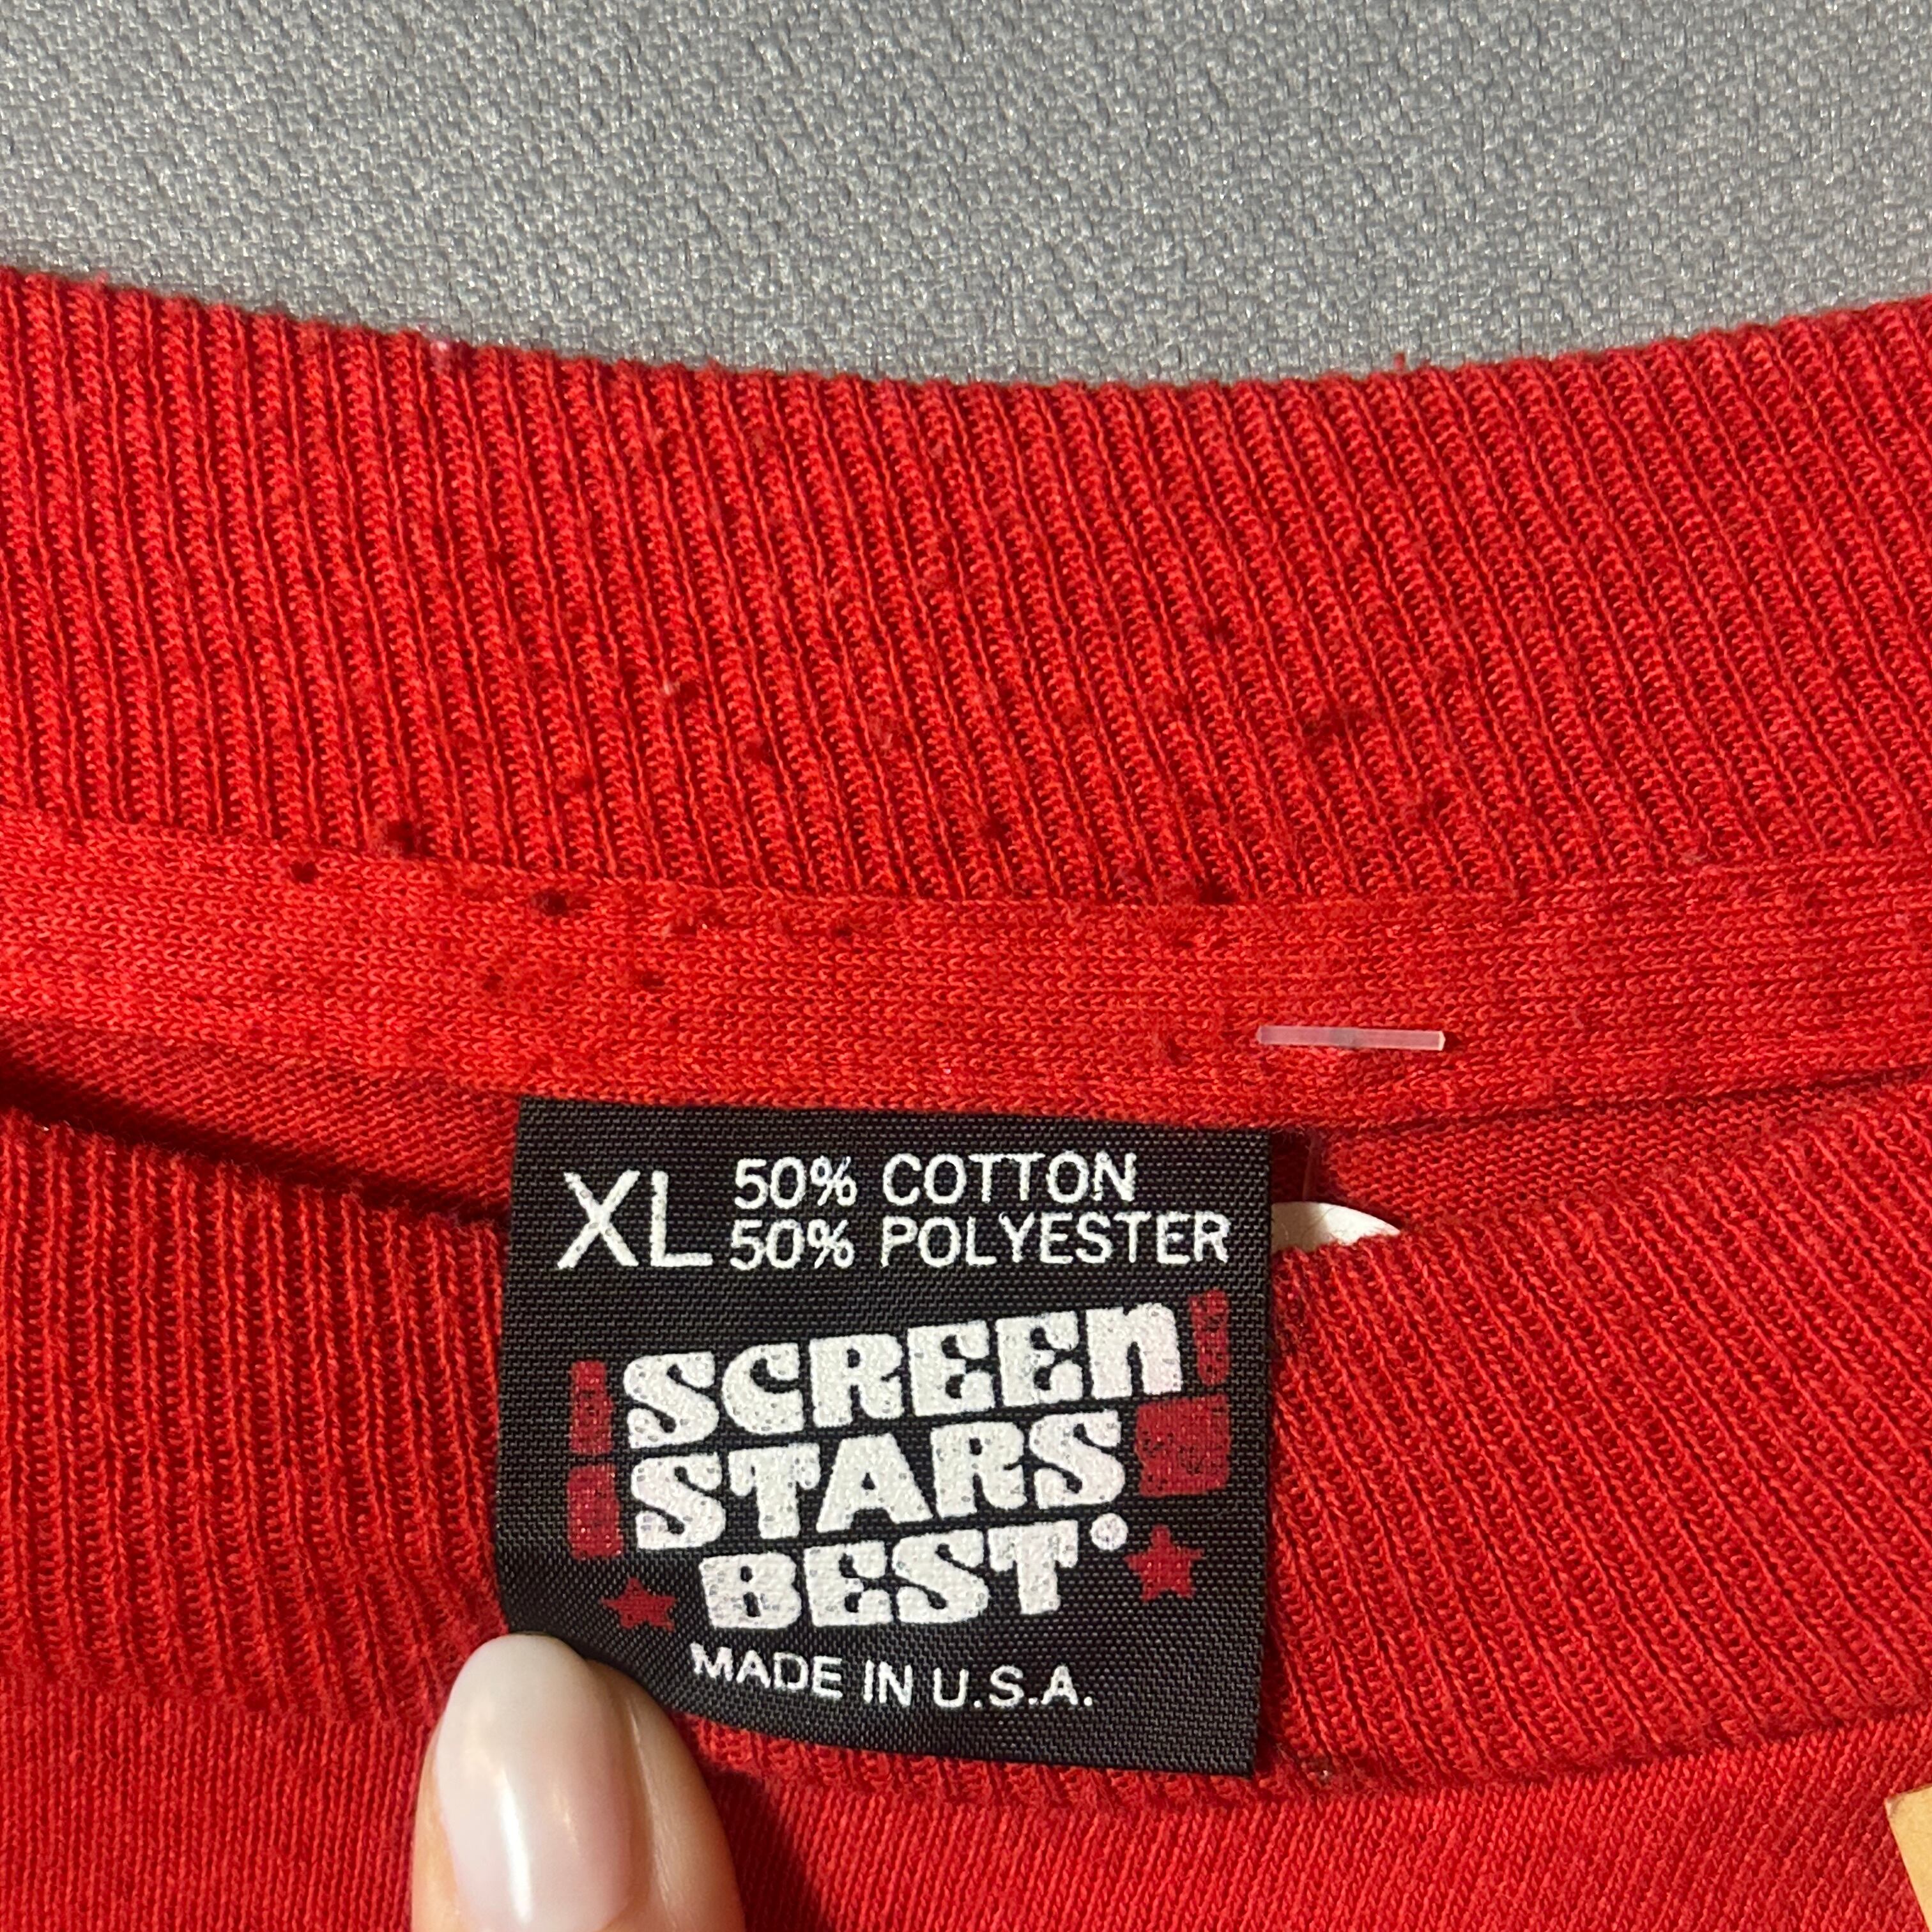 XL 50% COTTON
50% POLYESTER
SCREEN
STARS
BEST®
MADE IN U.S.A.